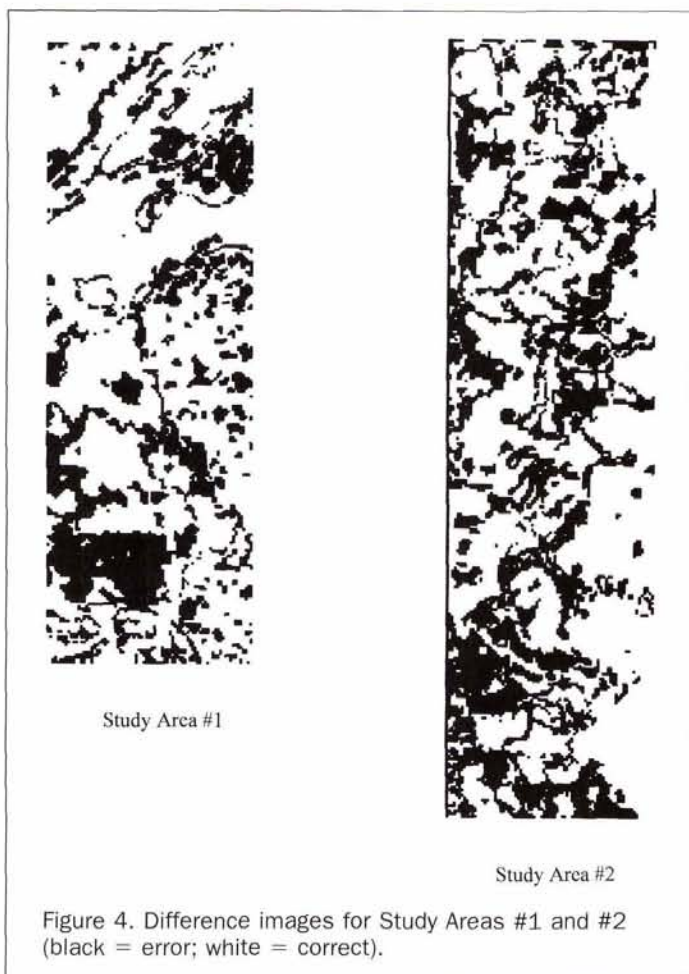 Study Area #1
Study Area #2
Figure 4. Difference images for Study Areas #1 and #2
(black = error; white = correct).